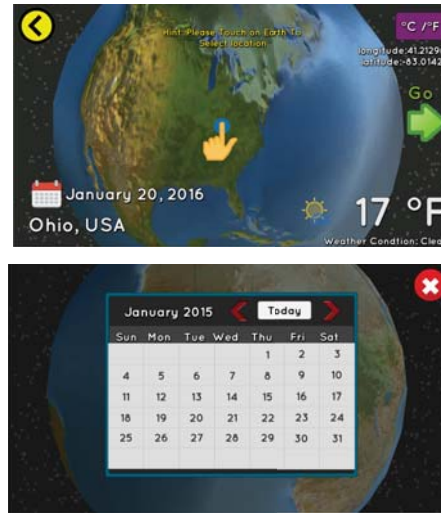 Hint:Please Touch on Earth To
Select location
°C /°F
longitude:41.2129
latitude:-83.0142
Go
January 20, 2016
Ohio, USA
17 °F
Weather Condtion: Clea
January 2015
Today
Sun Mon Tue Wed Thu Fri Sat
1 2 3
4 5 6 7 8 9 10
11 12 13 14 15 16 17
18 19 20 21 22 23 24
25 26 27 28 29 30 31